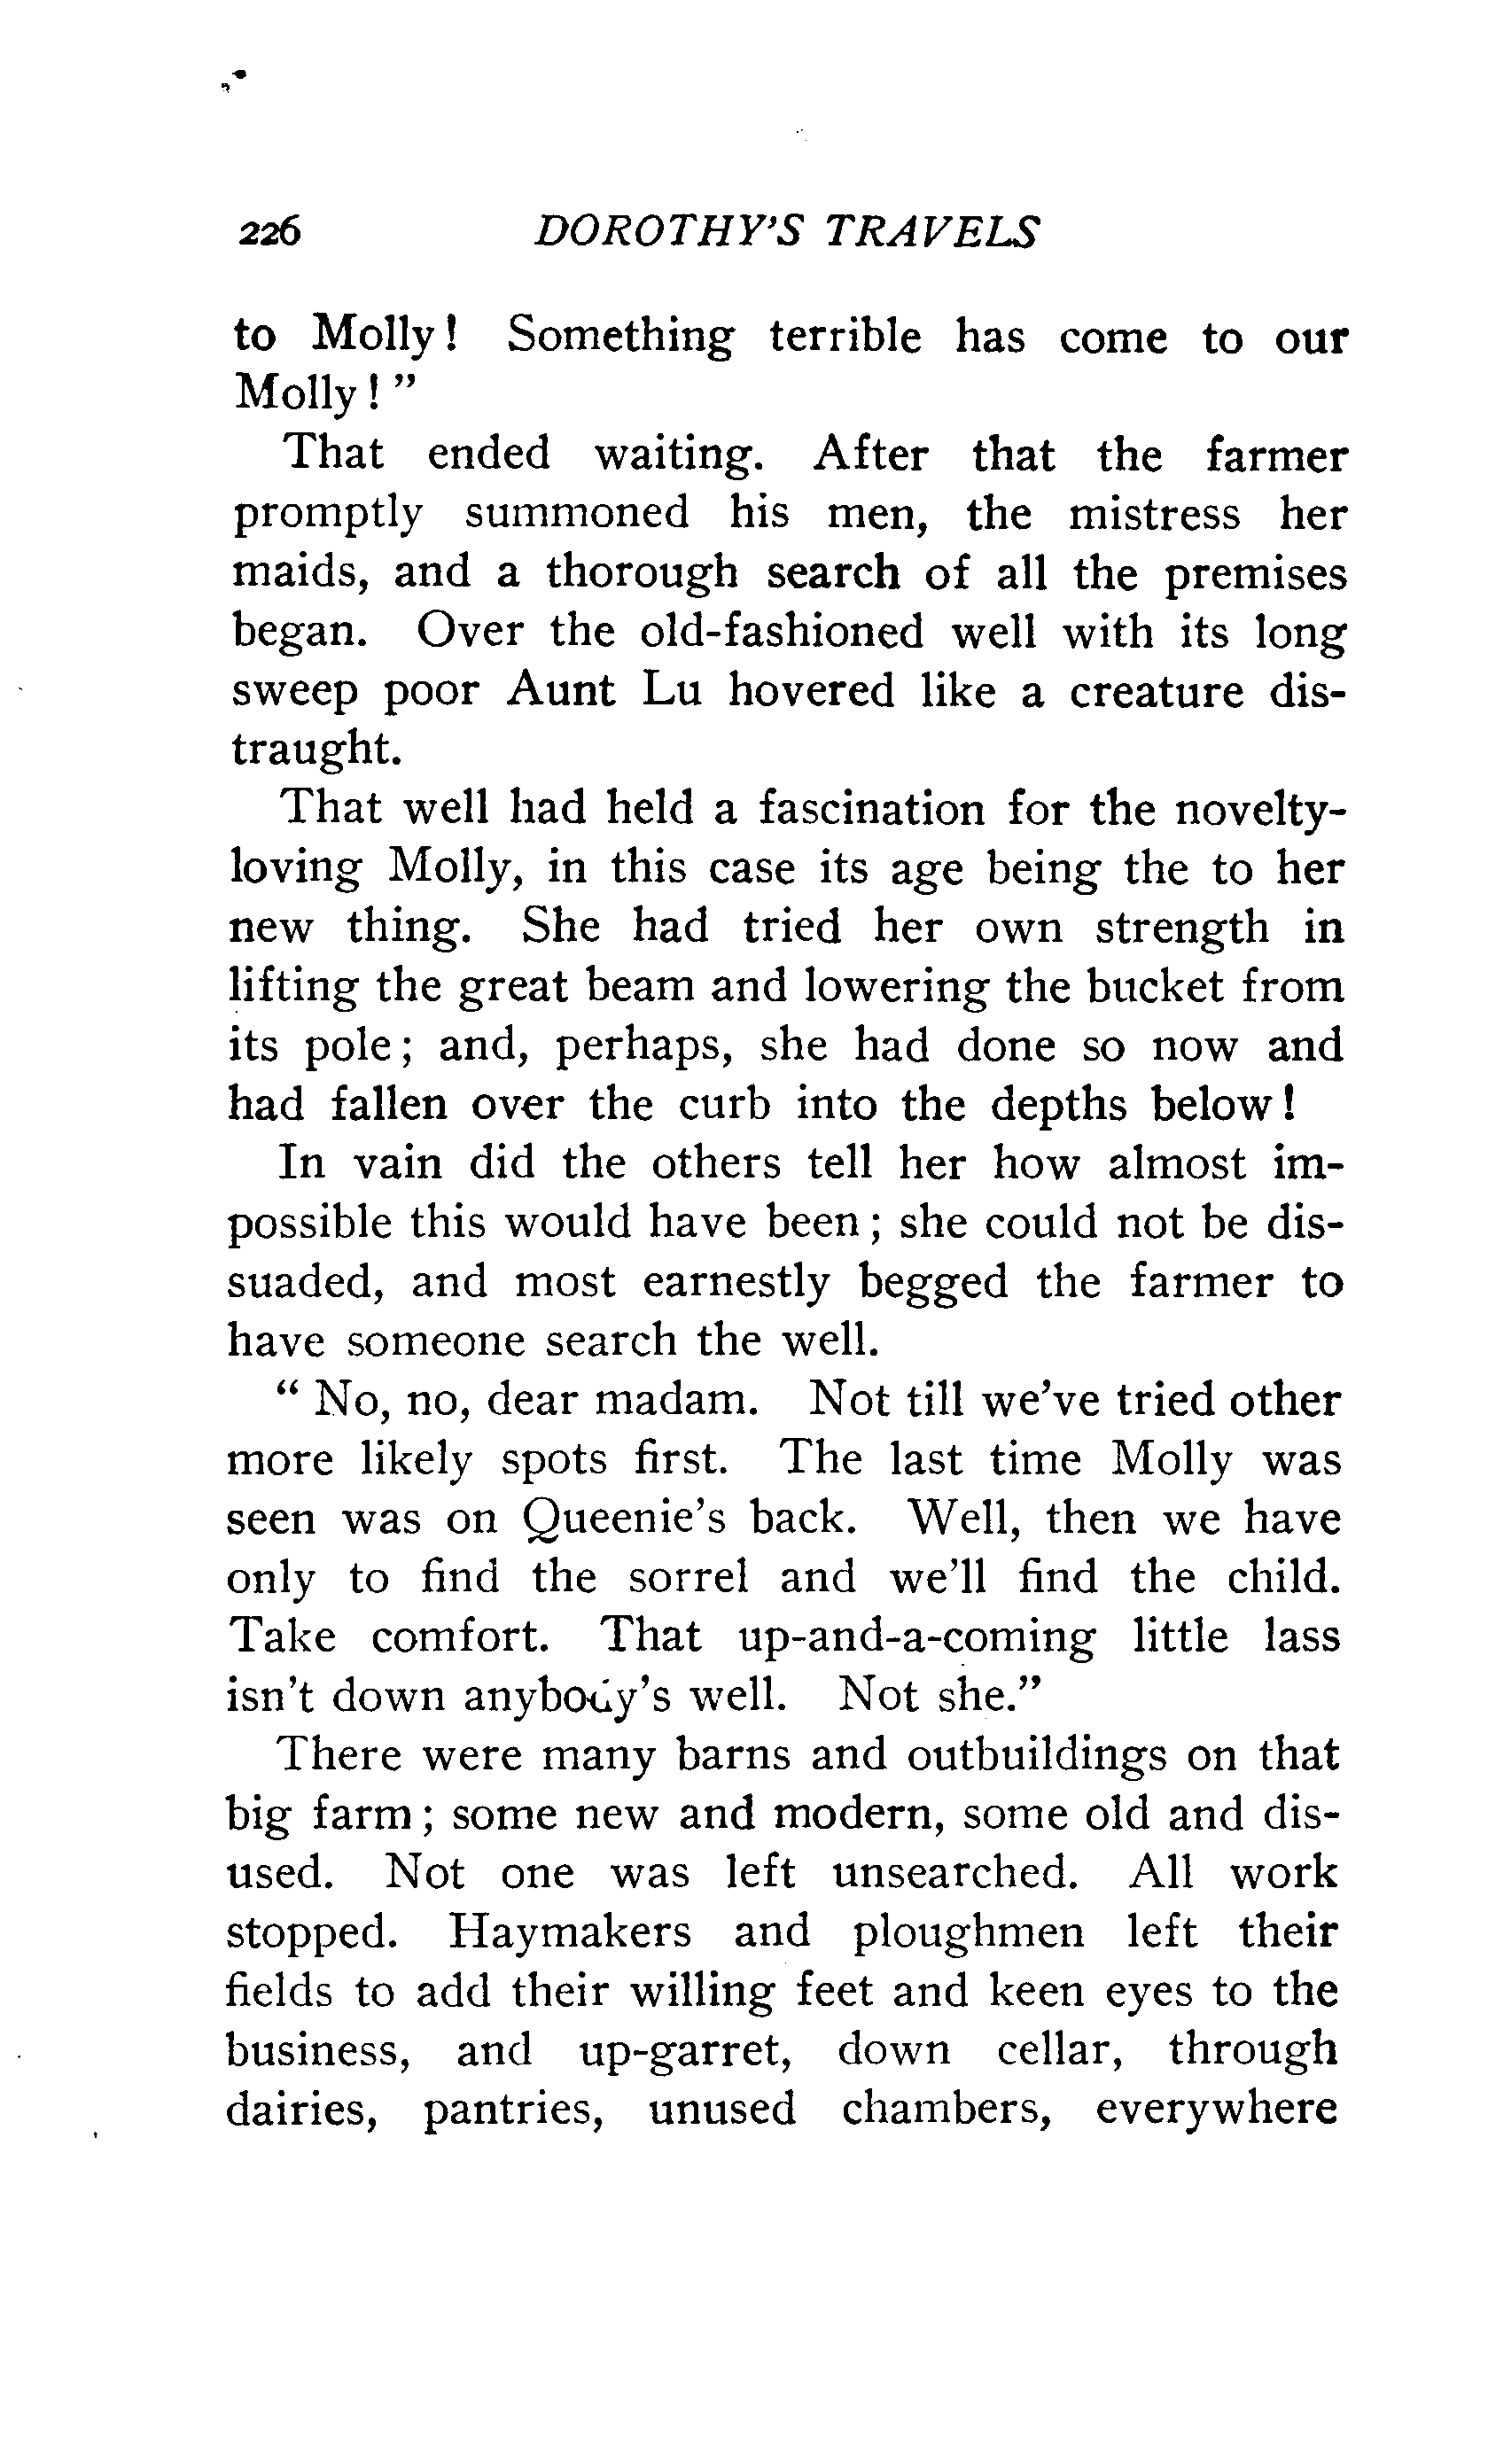 226 DOROTHY'S TRAVELS
to Molly! Something terrible has come to our
Molly!”
That ended waiting. After that the farmer
promptly summoned his men, the mistress her
maids, and a thorough search of all the premises
began. Over the old-fashioned well with its long
sweep poor Aunt Lu hovered like a creature dis-
traught.
That well had held a fascination for the novelty-
loving Molly, in this case its age being the to her
new thing. She had tried her own strength in
lifting the great beam and lowering the bucket from
its pole; and, perhaps, she had done so now and
had fallen over the curb into the depths below!
In vain did the others tell her how almost im-
possible this would have been; she could not be dis-
suaded, and most earnestly begged the farmer to
have someone search the well.
“No, no, dear madam. Not till we've tried other
more likely spots first. The last time Molly was
seen was on Queenie's back. Well, then we have
only to find the sorrel and we'll find the child.
Take comfort. That up-and-a-coming little lass
isn't down anybody's well. Not she.”
There were many barns and outbuildings on that
big farm; some new and modern, some old and dis-
used. Not one was left unsearched. All work
stopped. Haymakers and ploughmen left their
fields to add their willing feet and keen eyes to the
business, and up-garret, down cellar, through
dairies, pantries, unused chambers, everywhere